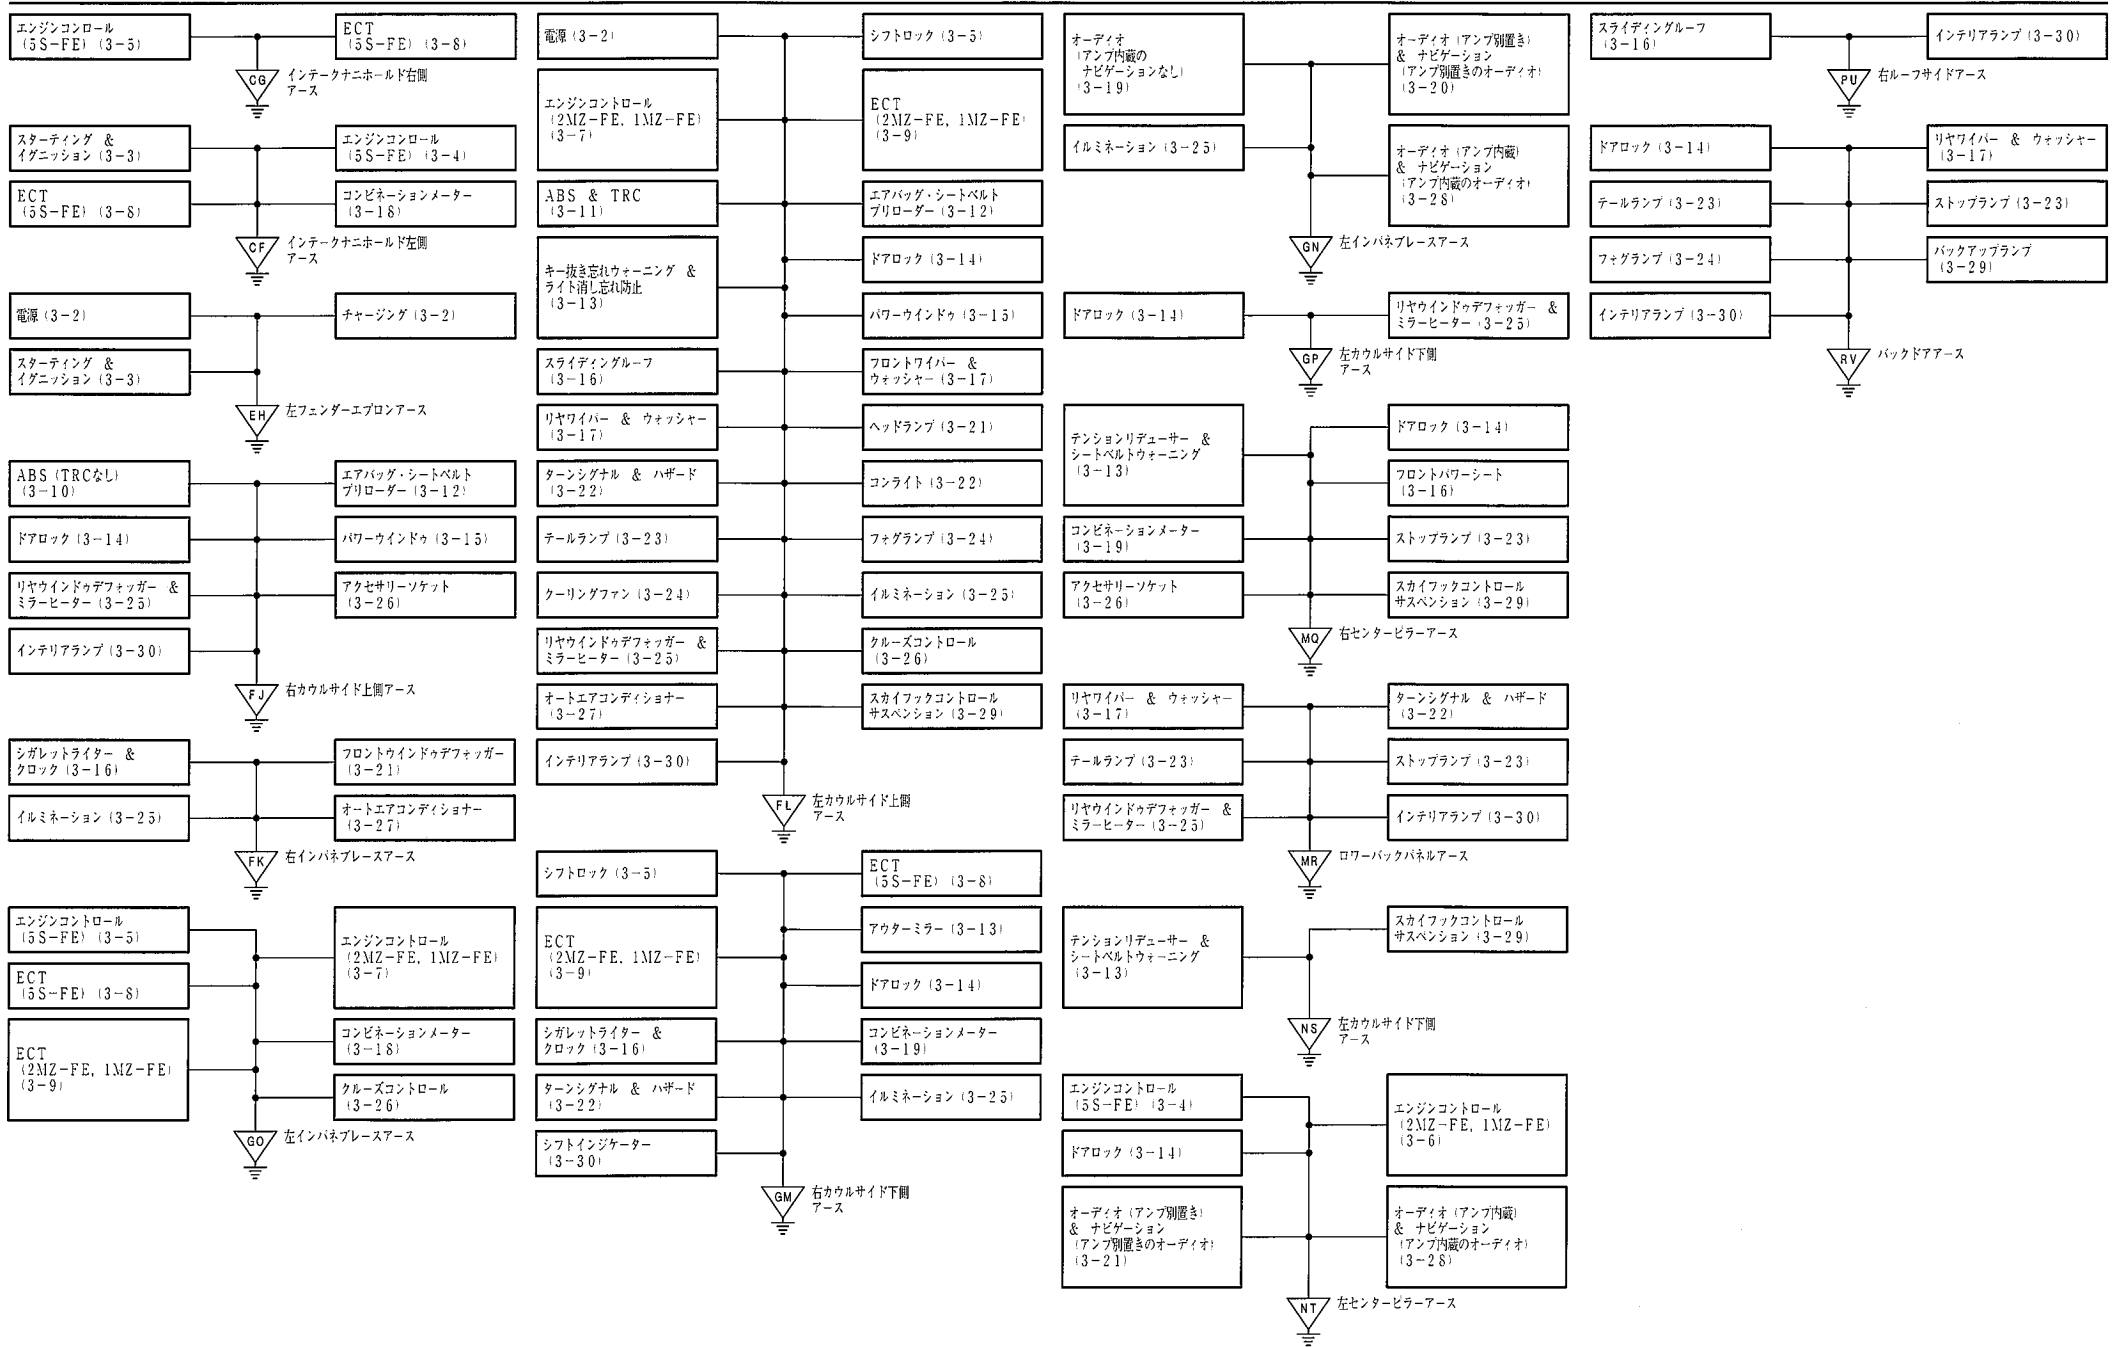 エンジンコンロール
(5S-FE) (3-5)
ECT
(5S-FE) (3-8)
CG
インテークナニホールド右側
アース
スターティング &
イグニッション (3-3)
エンジンコンロール
(5S-FE) (3-4)
ECT
(5S-FE) (3-8)
コンビネーションメーター
(3-18)
CF
インテークナニホールド左側
アース
電源 (3-2)
チャージング (3-2)
スターティング &
イグニッション (3-3)
EH
左フェンダーエプロンアース
ABS (TRCなし)
(3-10)
エアバッグ・シートベルト
プリローダー (3-12)
ドアロック (3-14)
パワーウインドゥ (3-15)
リヤウインドゥデフォッガー &
ミラーヒーター (3-25)
アクセサリーソケット
(3-26)
インテリアランプ (3-30)
FJ
右カウルサイド上側アース
シガレットライター &
クロック (3-16)
フロントウインドゥデフォッガー
(3-21)
イルミネーション (3-25)
オートエアコンディショナー
(3-27)
FK
右インパネブレースアース
エンジンコントロール
(5S-FE) (3-5)
エンジンコントロール
(2MZ-FE, 1MZ-FE)
(3-7)
ECT
(5S-FE) (3-8)
ECT
(2MZ-FE, 1MZ-FE)
(3-9)
コンビネーションメーター
(3-18)
クルーズコントロール
(3-26)
GO
左インパネブレースアース
電源 (3-2)
シフトロック (3-5)
エンジンコントロール
(2MZ-FE, 1MZ-FE)
(3-7)
ECT
(2MZ-FE, 1MZ-FE)
(3-9)
ABS & TRC
(3-11)
エアバッグ・シートベルト
プリローダー (3-12)
キー抜き忘れウォーニング &
ライト消し忘れ防止
(3-13)
ドアロック (3-14)
パワーウインドゥ (3-15)
スライディングルーフ
(3-16)
フロントワイパー &
ウォッシャー (3-17)
リヤワイパー & ウォッシャー
(3-17)
ヘッドランプ (3-21)
ターンシグナル & ハザード
(3-22)
コンライト (3-22)
テールランプ (3-23)
フォグランプ (3-24)
クーリングファン (3-24)
イルミネーション (3-25)
リヤウインドゥデフォッガー &
ミラーヒーター (3-25)
クルーズコントロール
(3-26)
オートエアコンディショナー
(3-27)
スカイフックコントロール
サスペンション (3-29)
インテリアランプ (3-30)
FL
左カウルサイド上側
アース
シフトロック (3-5)
ECT
(5S-FE) (3-8)
ECT
(2MZ-FE, 1MZ-FE)
(3-9)
アウターミラー (3-13)
ドアロック (3-14)
シガレットライター &
クロック (3-16)
コンビネーションメーター
(3-19)
ターンシグナル & ハザード
(3-22)
イルミネーション (3-25)
シフトインジケーター
(3-30)
GM
右カウルサイド下側
アース
オーディオ
(アンプ内蔵の
ナビゲーションなし)
(3-19)
オーディオ (アンプ別置き)
& ナビゲーション
(アンプ別置きのオーディオ)
(3-20)
イルミネーション (3-25)
オーディオ (アンプ内蔵)
& ナビゲーション
(アンプ内蔵のオーディオ)
(3-28)
GN
左インパネブレースアース
ドアロック (3-14)
リヤウインドゥデフォッガー &
ミラーヒーター (3-25)
GP
左カウルサイド下側
アース
テンションリデューサー &
シートベルトウォーニング
(3-13)
ドアロック (3-14)
フロントパワーシート
(3-16)
コンビネーションメーター
(3-19)
ストップランプ (3-23)
アクセサリーソケット
(3-26)
スカイフックコントロール
サスペンション (3-29)
MQ
右センターピラーアース
リヤワイパー & ウォッシャー
(3-17)
ターンシグナル & ハザード
(3-22)
テールランプ (3-23)
ストップランプ (3-23)
リヤウインドゥデフォッガー &
ミラーヒーター (3-25)
インテリアランプ (3-30)
MR
ロワーバックパネルアース
テンションリデューサー &
シートベルトウォーニング
(3-13)
スカイフックコントロール
サスペンション (3-29)
NS
左カウルサイド下側
アース
エンジンコントロール
(5S-FE) (3-4)
エンジンコントロール
(2MZ-FE, 1MZ-FE)
(3-6)
ドアロック (3-14)
オーディオ (アンプ別置き)
& ナビゲーション
(アンプ別置きのオーディオ)
(3-21)
オーディオ (アンプ内蔵)
& ナビゲーション
(アンプ内蔵のオーディオ)
(3-28)
NT
左センターピラーアース
スライディングルーフ
(3-16)
インテリアランプ (3-30)
PU
右ルーフサイドアース
ドアロック (3-14)
リヤワイパー & ウォッシャー
(3-17)
テールランプ (3-23)
ストップランプ (3-23)
フォグランプ (3-24)
バックアップランプ
(3-29)
インテリアランプ (3-30)
RV
バックドアアース